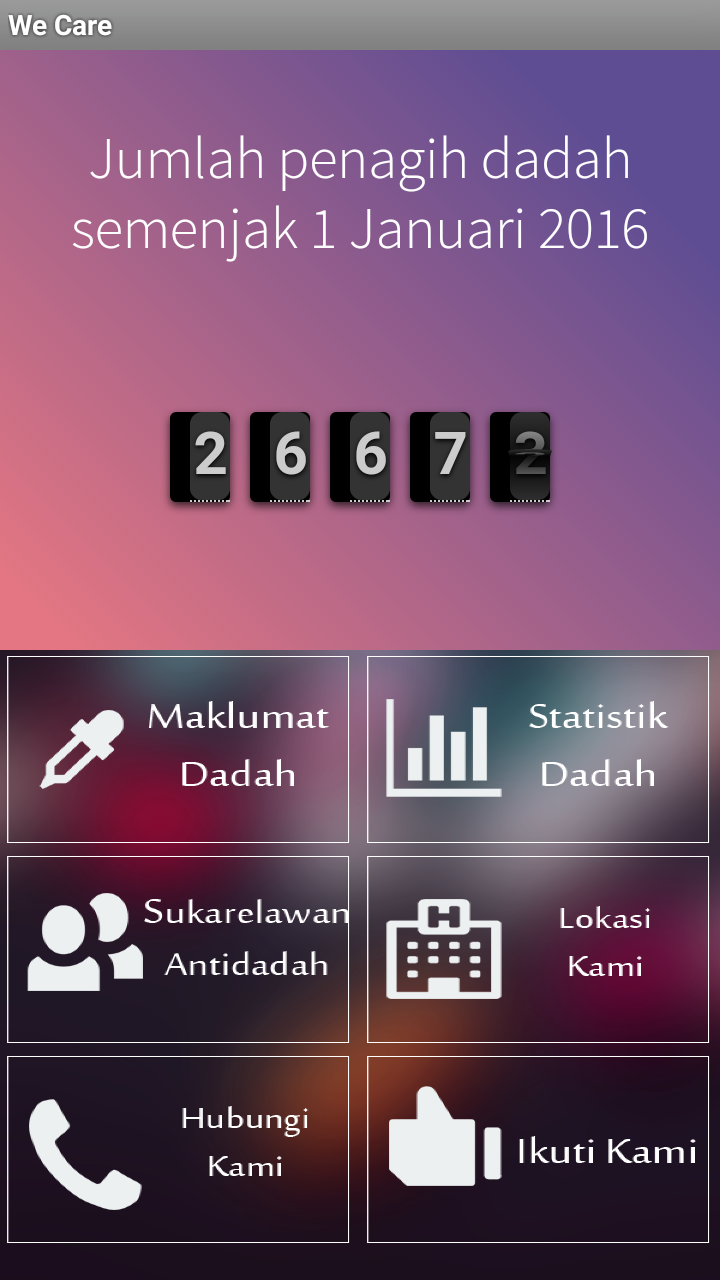 We Care
Jumlah penagih dadah
semenjak 1 Januari 2016
2 6 6 7
Maklumat
Dadah
Statistik
Dadah
Sukarelawan
Antidadah
Lokasi
Kami
Hubungi
Kami
Ikuti Kami